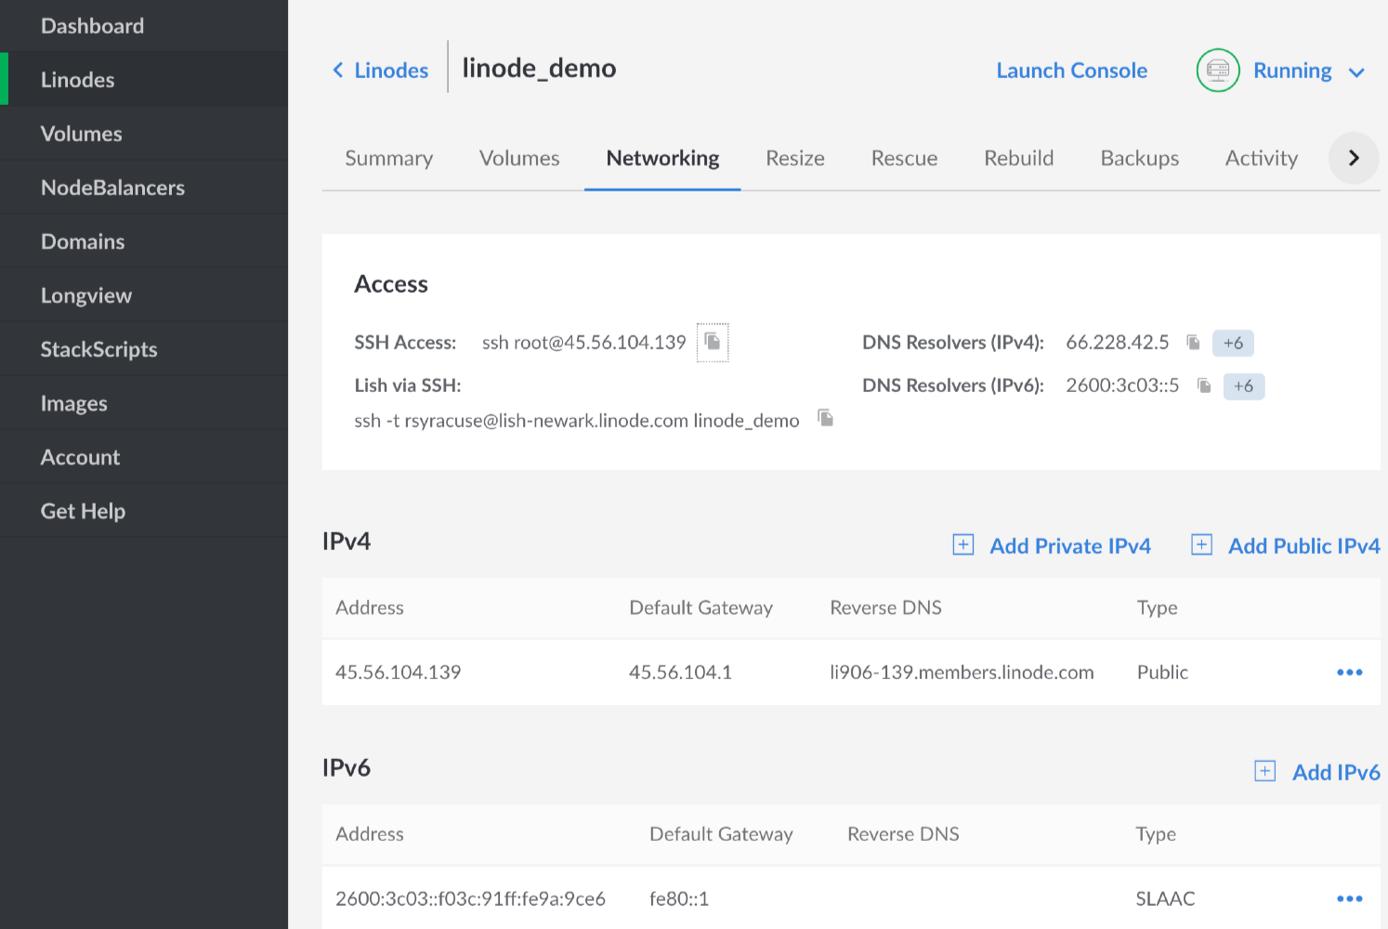 Dashboard
Linodes
Volumes
NodeBalancers
Domains
Longview
StackScripts
Images
Account
Get Help
Linodes linode_demo Launch Console Running
Summary Volumes Networking Resize Rescue Rebuild Backups Activity
Access
SSH Access: ssh root@45.56.104.139
Lish via SSH:
ssh -t rsyracuse@lish-newark.linode.com linode_demo
DNS Resolvers (IPv4): 66.228.42.5 +6
DNS Resolvers (IPv6): 2600:3c03::5 +6
IPv4 Add Private IPv4 Add Public IPv4
Address Default Gateway Reverse DNS Type
45.56.104.139 45.56.104.1 li906-139.members.linode.com Public
IPv6 Add IPv6
Address Default Gateway Reverse DNS Type
2600:3c03::f03c:91ff:fe9a:9ce6 fe80::1 SLAAC